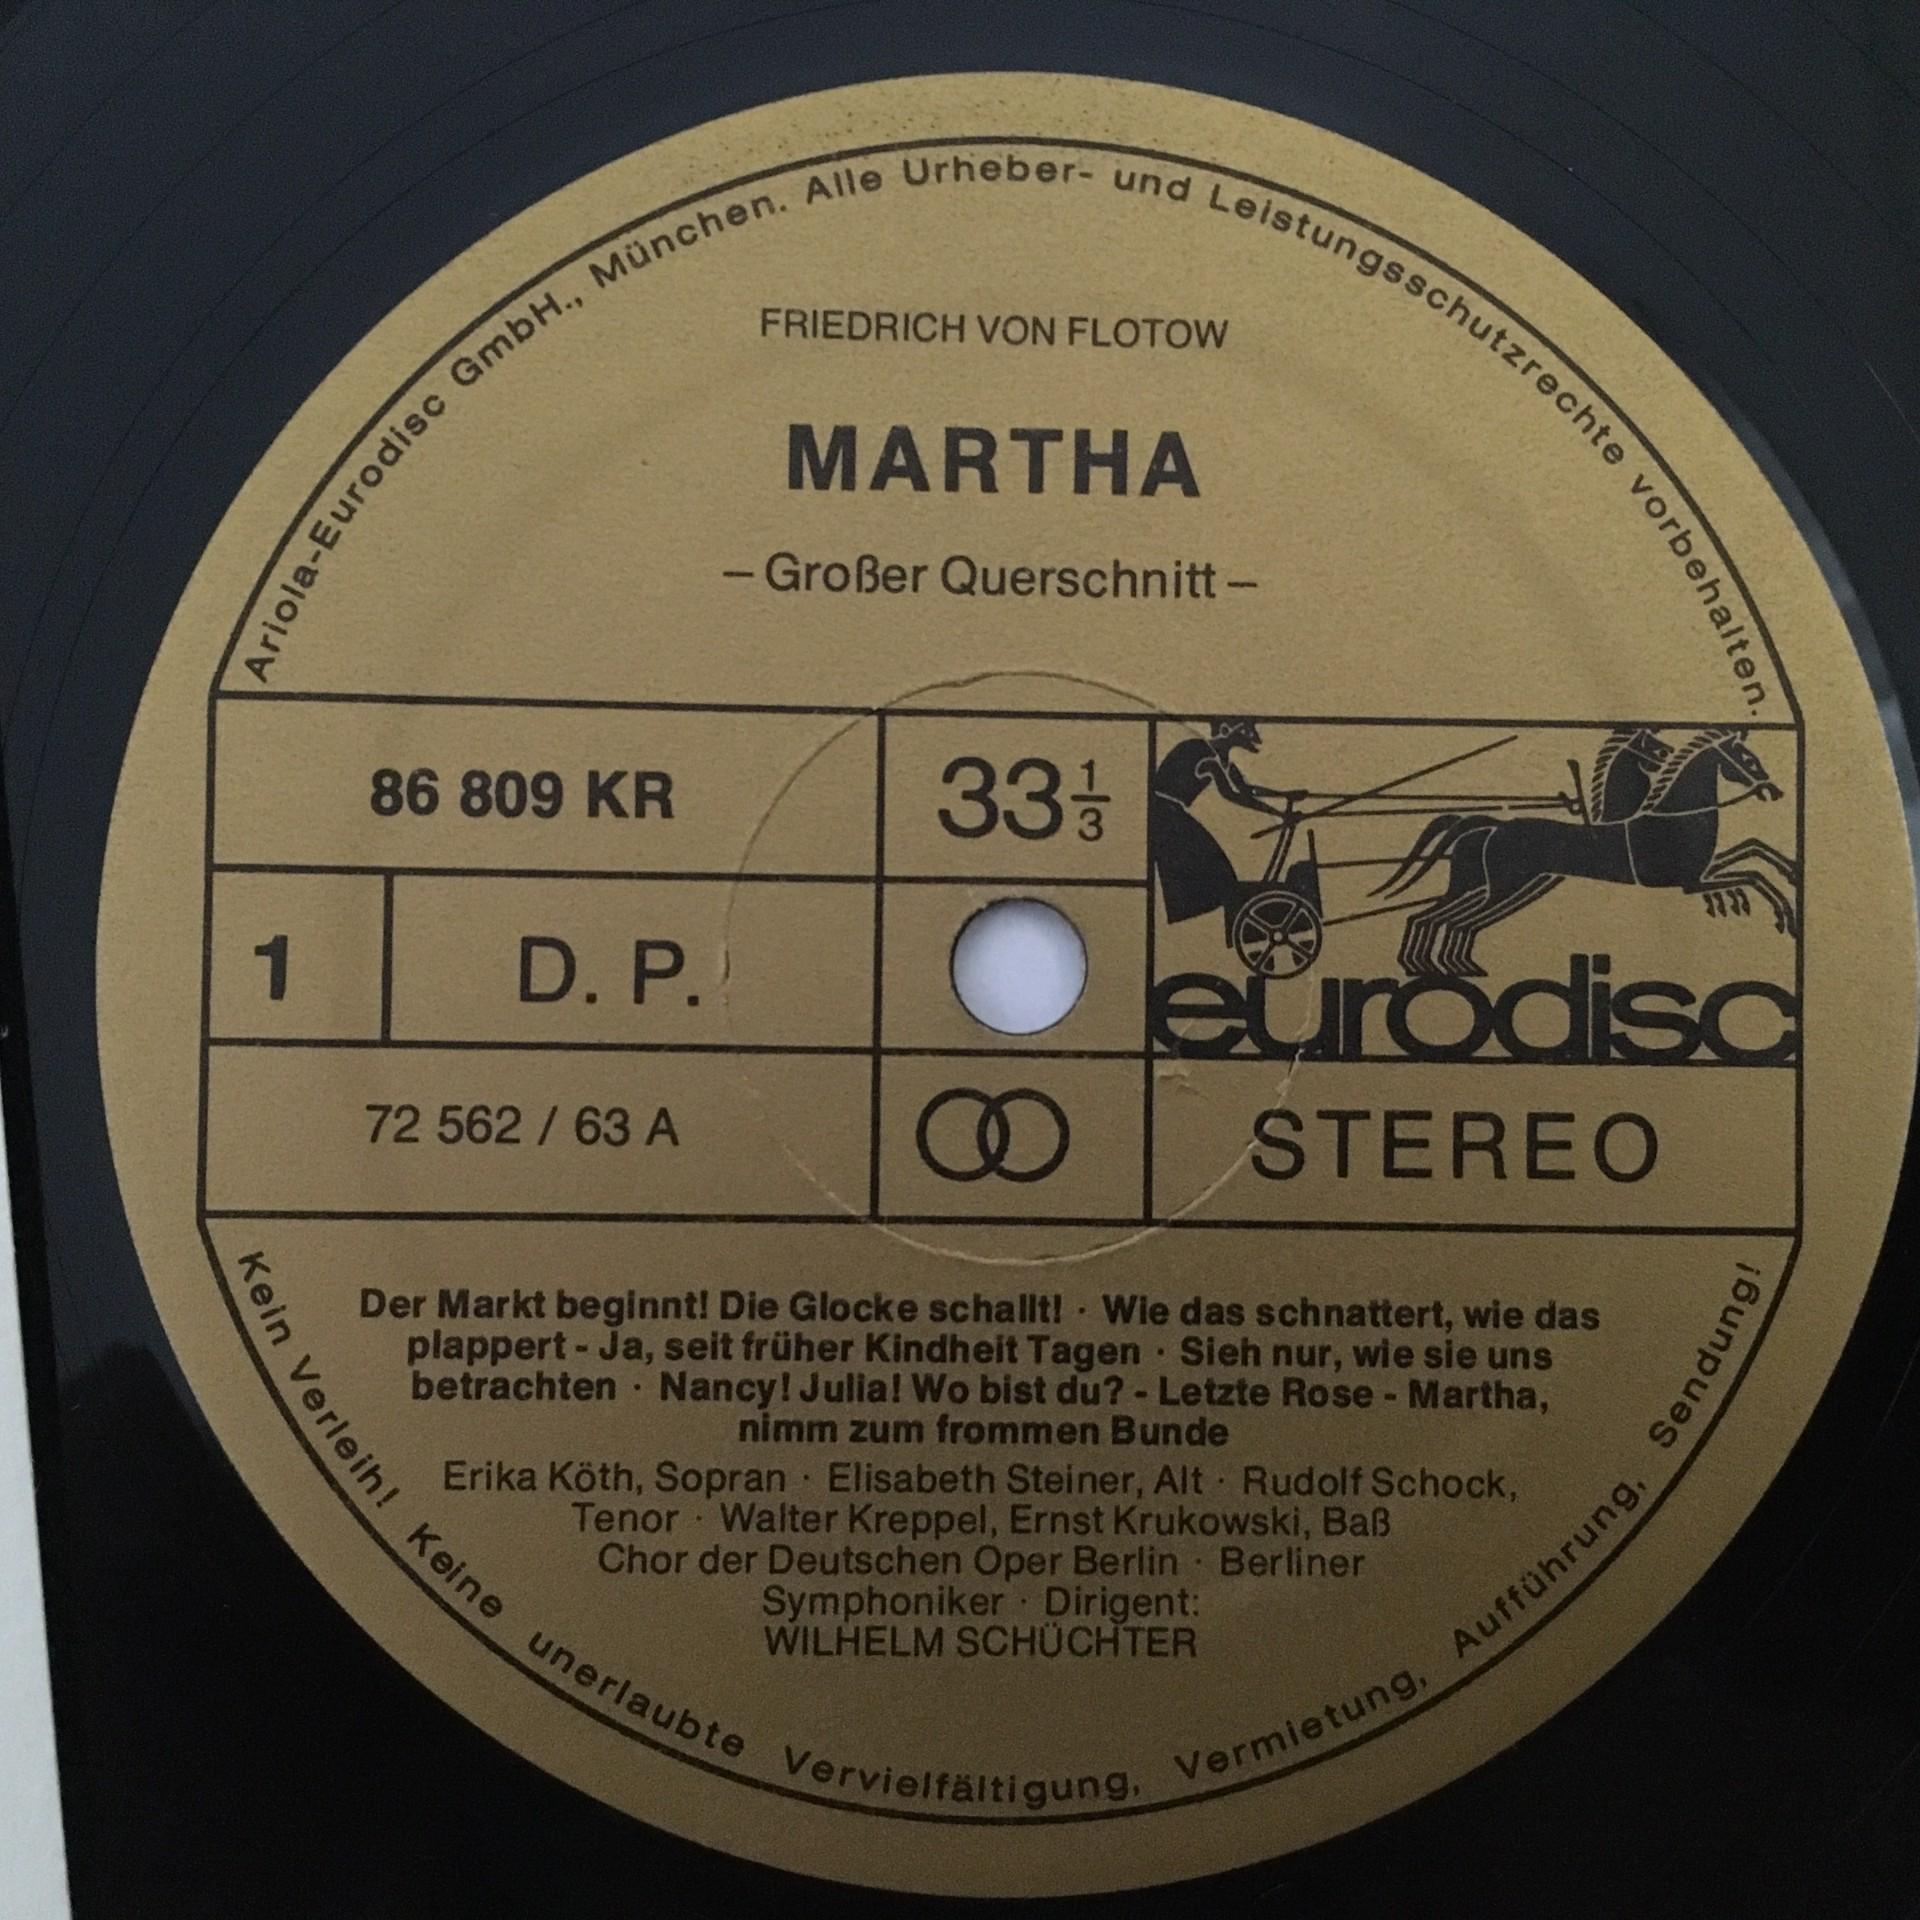 Ariola-Eurodisc GmbH., München. Alle Urheber- und Leistungsschutzrechte vorbehalten.
FRIEDRICH VON FLOTOW
MARTHA
– Großer Querschnitt –
86 809 KR
33 1/3
1
D. P.
eurodisc
72 562 / 63 A
STEREO
Der Markt beginnt! Die Glocke schallt! · Wie das schnattert, wie das
plappert - Ja, seit früher Kindheit Tagen · Sieh nur, wie sie uns
betrachten · Nancy! Julia! Wo bist du? - Letzte Rose - Martha,
nimm zum frommen Bunde
Erika Köth, Sopran · Elisabeth Steiner, Alt · Rudolf Schock,
Tenor · Walter Kreppel, Ernst Krukowski, Baß
Chor der Deutschen Oper Berlin · Berliner
Symphoniker · Dirigent:
WILHELM SCHÜCHTER
Kein Verleih! Keine unerlaubte Vervielfältigung, Vermietung, Aufführung, Sendung!